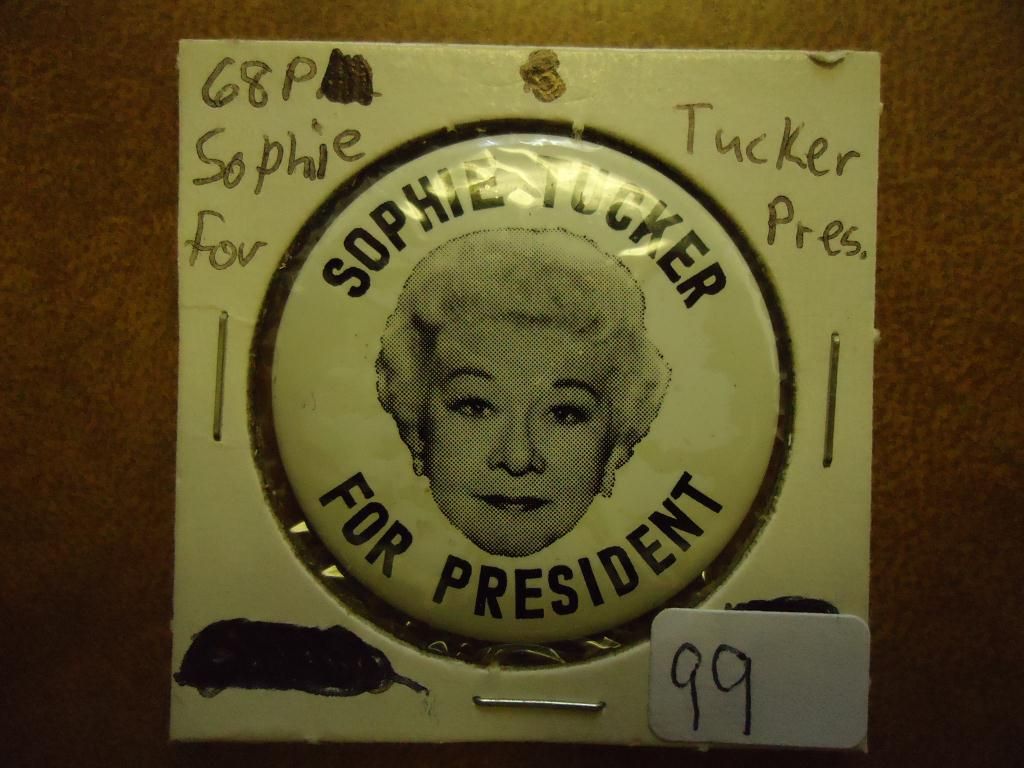 68P
Sophie Tucker
For Pres.
SOPHIE TUCKER
FOR PRESIDENT
99